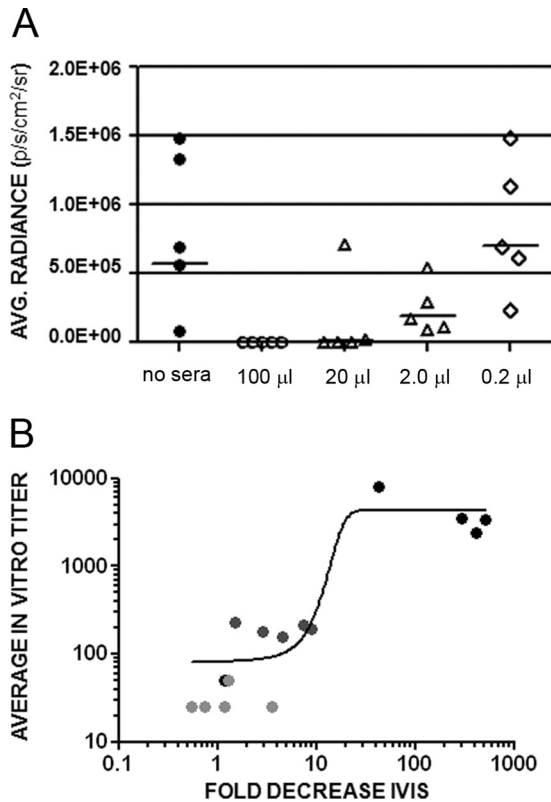 A
AVG. RADIANCE (p/s/cm²/sr)
2.0E+06
1.5E+06
1.0E+06
5.0E+05
0.0E+00
no sera 100 µl 20 µl 2.0 µl 0.2 µl
B
AVERAGE IN VITRO TITER
10000
1000
100
10
0.1 1 10 100 1000
FOLD DECREASE IVIS